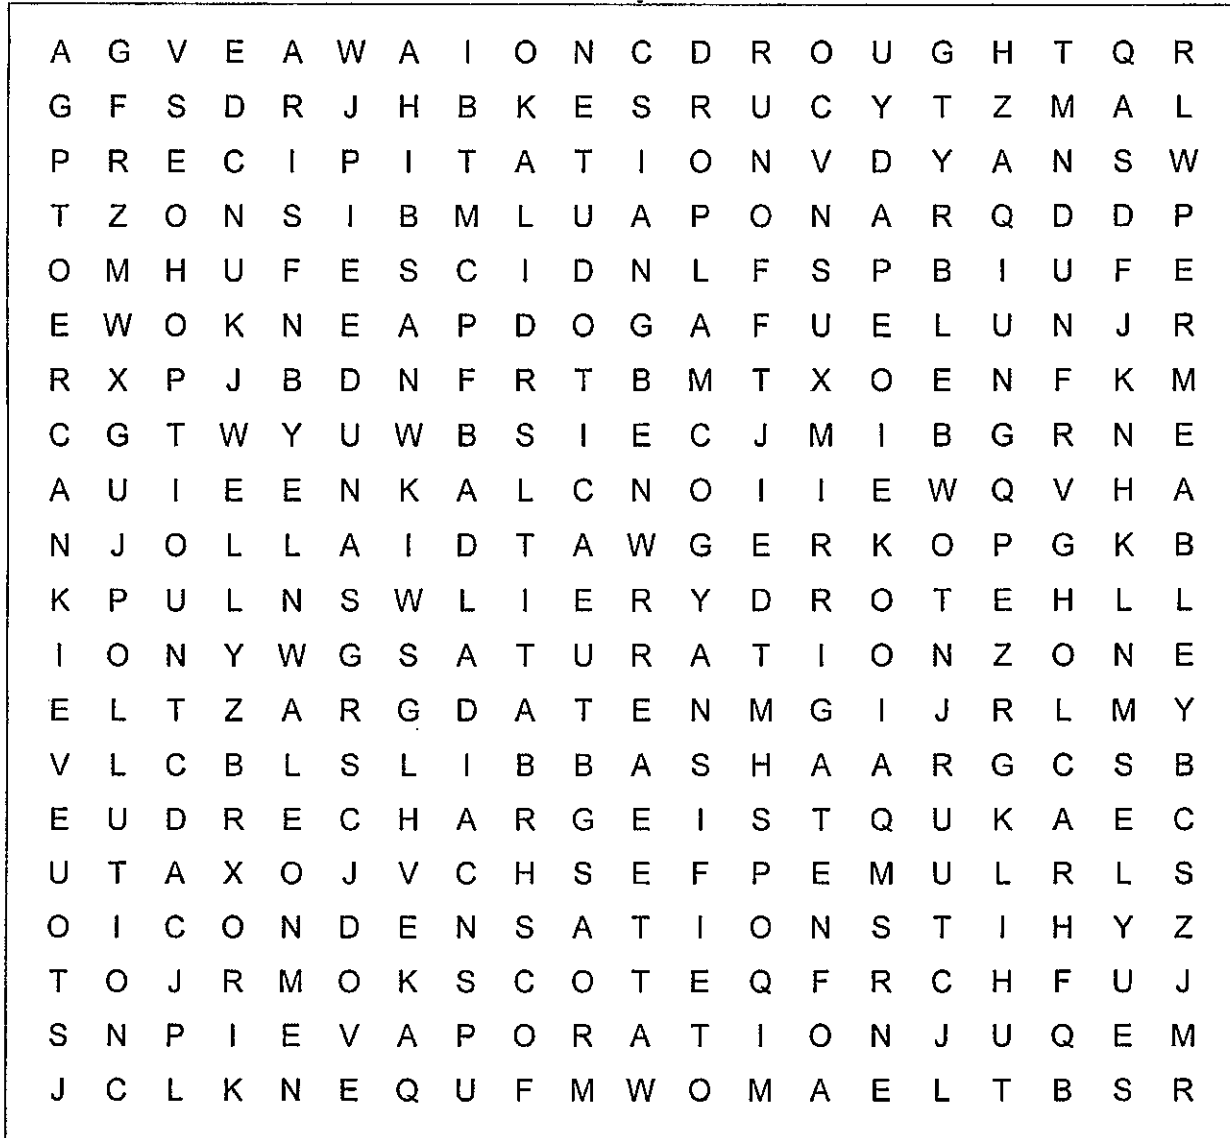 A G V E A W A I O N C D R O U G H T Q R
G F S D R J H B K E S R U C Y T Z M A L
P R E C I P I T A T I O N V D Y A N S W
T Z O N S I B M L U A P O N A R Q D D P
O M H U F E S C I D N L F S P B I U F E
E W O K N E A P D O G A F U E L U N J R
R X P J B D N F R T B M T X O E N F K M
C G T W Y U W B S I E C J M I B G R N E
A U I E E N K A L C N O I I E W Q V H A
N J O L L A I D T A W G E R K O P G K B
K P U L N S W L I E R Y D R O T E H L L
I O N Y W G S A T U R A T I O N Z O N E
E L T Z A R G D A T E N M G I J R L M Y
V L C B L S L I B B A S H A A R G C S B
E U D R E C H A R G E I S T Q U K A E C
U T A X O J V C H S E F P E M U L R L S
O I C O N D E N S A T I O N S T I H Y Z
T O J R M O K S C O T E Q F R C H F U J
S N P I E V A P O R A T I O N J U Q E M
J C L K N E Q U F M W O M A E L T B S R